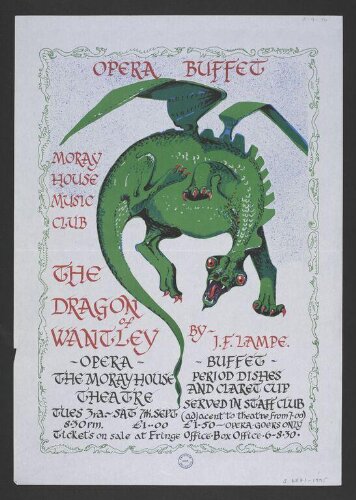 OPERA BUFFET
MORAY
HOUSE
MUSIC
CLUB
THE
DRAGON
of
WANTLEY
BY-
J.F. LAMPE.
-OPERA-
THE MORAY HOUSE
THEATRE
TUES 3rd.-SAT 7th. SEPT
8·30pm. £1·00
-BUFFET-
PERIOD DISHES
AND CLARET CUP
SERVED IN STAFF CLUB
(adjacent to theatre from 7·00)
£1·50-OPERA-GOERS ONLY
Tickets on sale at Fringe Office-Box Office-6-8·30.